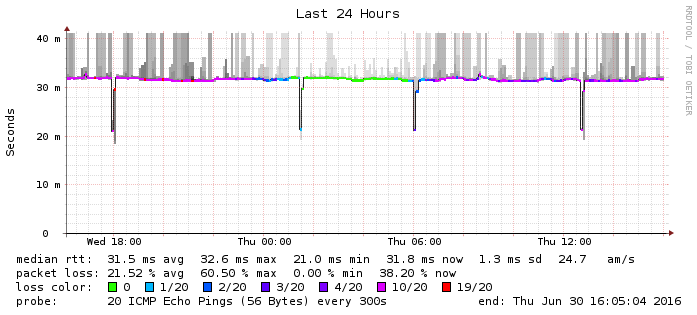 Last 24 Hours
RRDTOOL / TOBI OETIKER
Seconds
40 m
30 m
20 m
10 m
0
Wed 18:00 Thu 00:00 Thu 06:00 Thu 12:00
median rtt: 31.5 ms avg 32.6 ms max 21.0 ms min 31.8 ms now 1.3 ms sd 24.7 am/s
packet loss: 21.52 % avg 60.50 % max 0.00 % min 38.20 % now
loss color: 0 1/20 2/20 3/20 4/20 10/20 19/20
probe: 20 ICMP Echo Pings (56 Bytes) every 300s end: Thu Jun 30 16:05:04 2016